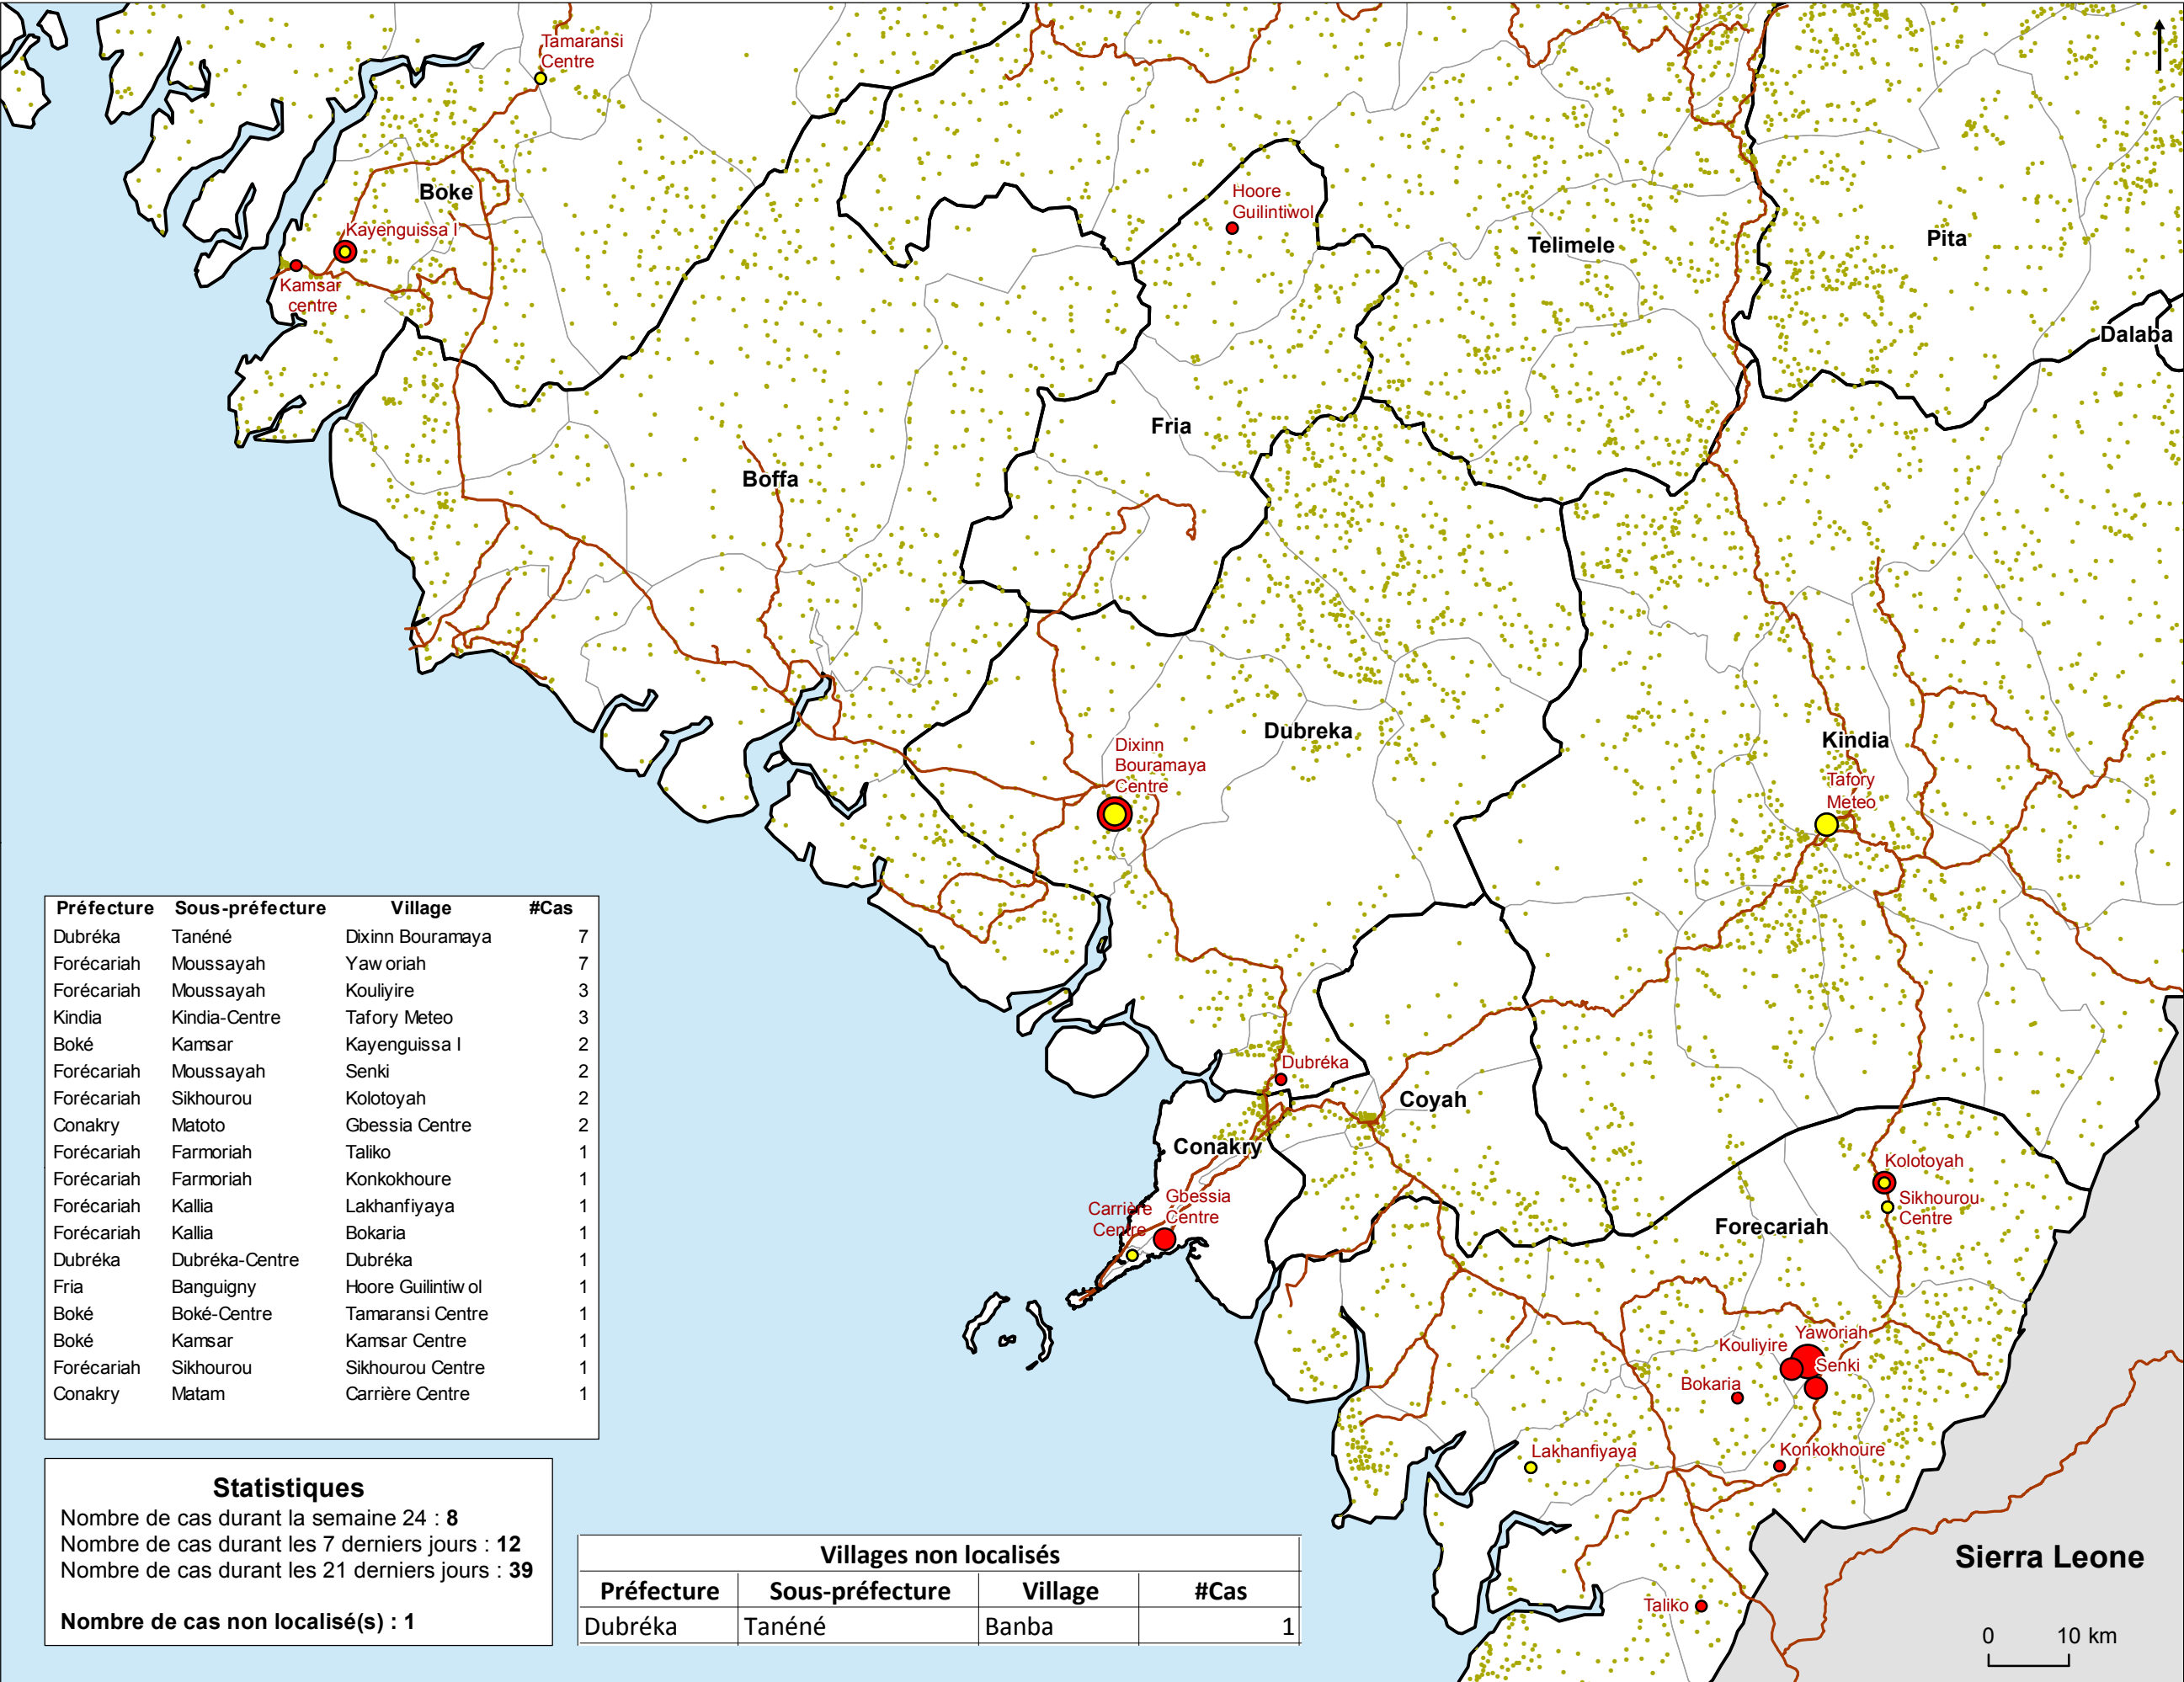 Tamaransi
Centre
Boke
Kayenguissa I
Kamsar
centre
Hoore
Guilintiwol
Telimele
Pita
Dalaba
Fria
Boffa
Dubreka
Dixinn
Bouramaya
Centre
Kindia
Tafory
Meteo
Dubréka
Coyah
Conakry
Gbessia
Centre
Carrière
Centre
Kolotoyah
Sikhourou
Centre
Forecariah
Yaworiah
Kouliyire
Senki
Bokaria
Lakhanfiyaya
Konkokhoure
Taliko
Sierra Leone
0 10 km
Préfecture Sous-préfecture Village #Cas
Dubréka Tanéné Dixinn Bouramaya 7
Forécariah Moussayah Yaw oriah 7
Forécariah Moussayah Kouliyire 3
Kindia Kindia-Centre Tafory Meteo 3
Boké Kamsar Kayenguissa I 2
Forécariah Moussayah Senki 2
Forécariah Sikhourou Kolotoyah 2
Conakry Matoto Gbessia Centre 2
Forécariah Farmoriah Taliko 1
Forécariah Farmoriah Konkokhoure 1
Forécariah Kallia Lakhanfiyaya 1
Forécariah Kallia Bokaria 1
Dubréka Dubréka-Centre Dubréka 1
Fria Banguigny Hoore Guilintiw ol 1
Boké Boké-Centre Tamaransi Centre 1
Boké Kamsar Kamsar Centre 1
Forécariah Sikhourou Sikhourou Centre 1
Conakry Matam Carrière Centre 1
Statistiques
Nombre de cas durant la semaine 24 : 8
Nombre de cas durant les 7 derniers jours : 12
Nombre de cas durant les 21 derniers jours : 39
Nombre de cas non localisé(s) : 1
Villages non localisés
Préfecture Sous-préfecture Village #Cas
Dubréka Tanéné Banba 1